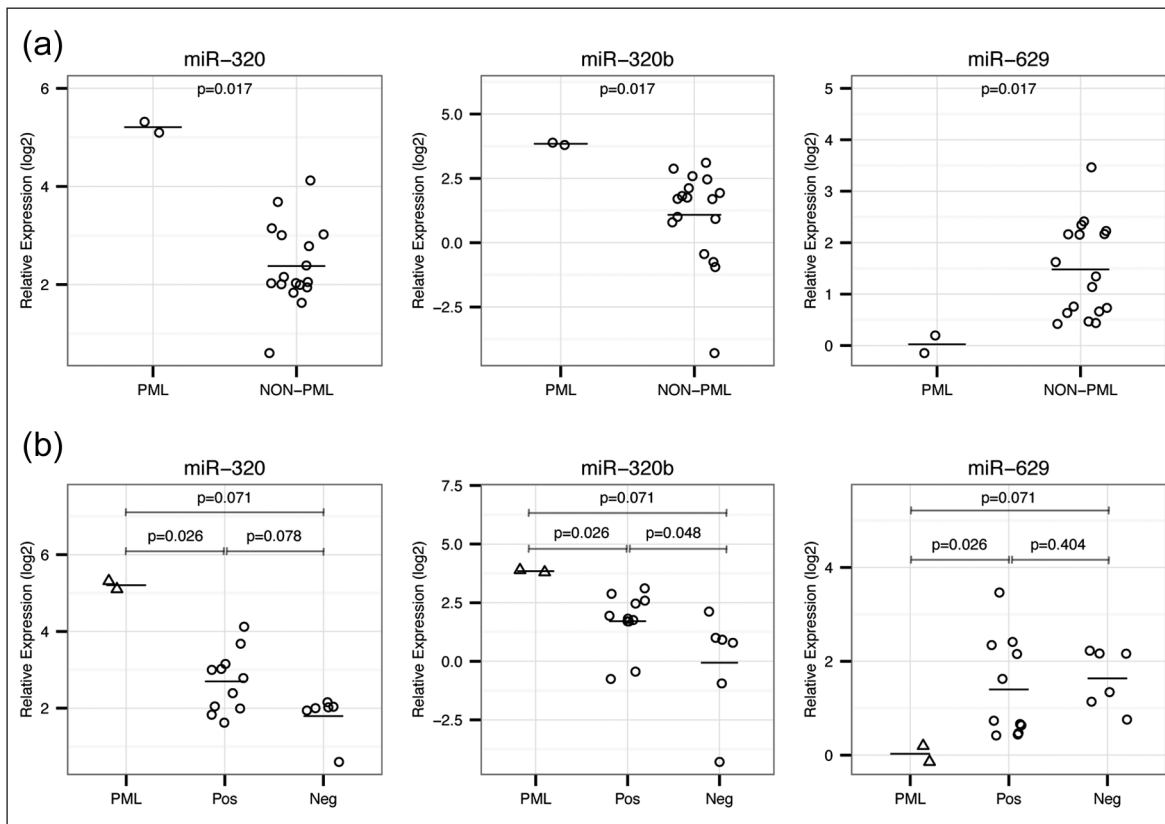 (a)
miR−320
p=0.017
Relative Expression (log2)
6
4
2
PML
NON−PML
miR−320b
p=0.017
Relative Expression (log2)
5.0
2.5
0.0
−2.5
PML
NON−PML
miR−629
p=0.017
Relative Expression (log2)
5
4
3
2
1
0
PML
NON−PML
(b)
miR−320
p=0.071
p=0.026
p=0.078
Relative Expression (log2)
6
4
2
PML
Pos
Neg
miR−320b
p=0.071
p=0.026
p=0.048
Relative Expression (log2)
7.5
5.0
2.5
0.0
−2.5
PML
Pos
Neg
miR−629
p=0.071
p=0.026
p=0.404
Relative Expression (log2)
4
2
0
PML
Pos
Neg